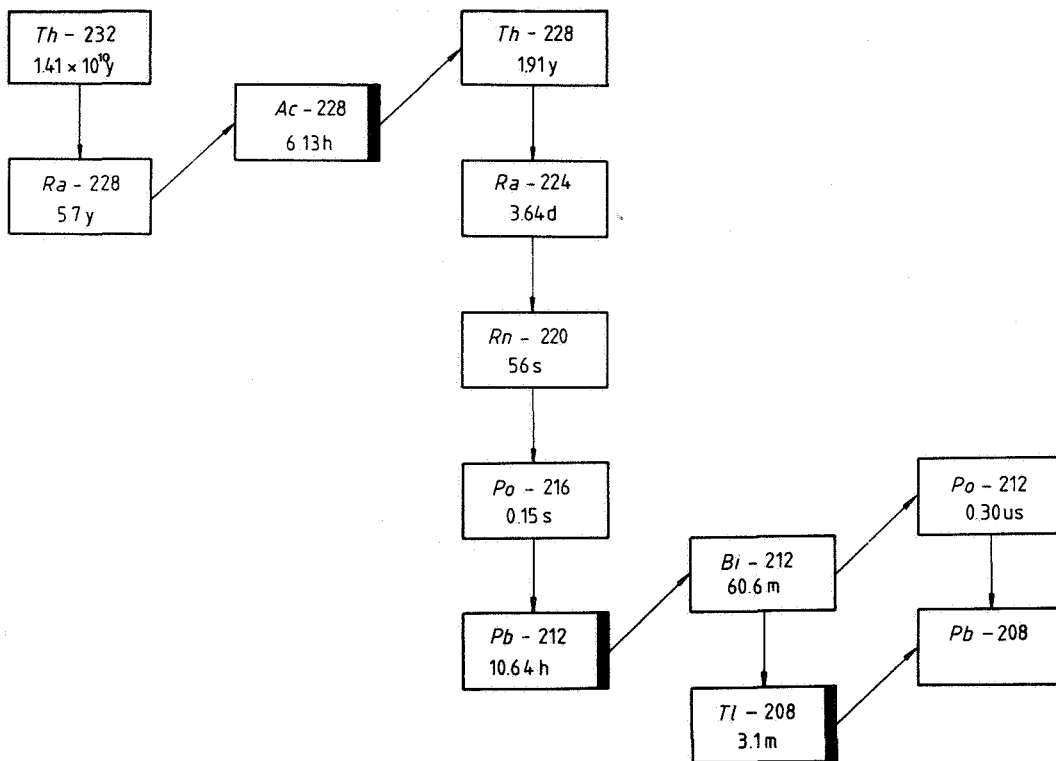 Th - 232
1.41 × 10¹⁰y
Ra - 228
5 7 y
Ac - 228
6.13 h
Th - 228
1.91 y
Ra - 224
3.64 d
Rn - 220
56 s
Po - 216
0.15 s
Pb - 212
10.64 h
Bi - 212
60.6 m
Tl - 208
3.1 m
Po - 212
0.30 us
Pb - 208